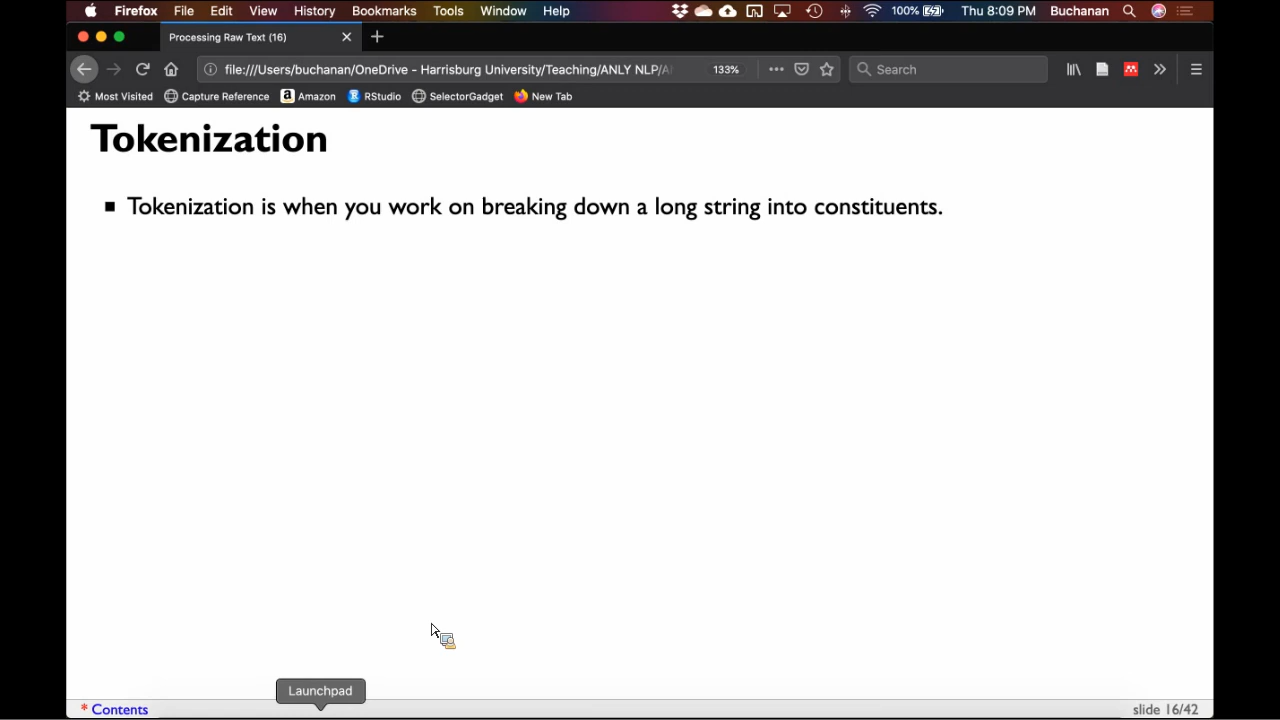 Firefox File Edit View History Bookmarks Tools Window Help 100% Thu 8:09 PM Buchanan
Processing Raw Text (16)
file:///Users/buchanan/OneDrive - Harrisburg University/Teaching/ANLY NLP/A 133% Search
Most Visited Capture Reference Amazon RStudio SelectorGadget New Tab
Tokenization
Tokenization is when you work on breaking down a long string into constituents.
Launchpad
* Contents slide 16/42